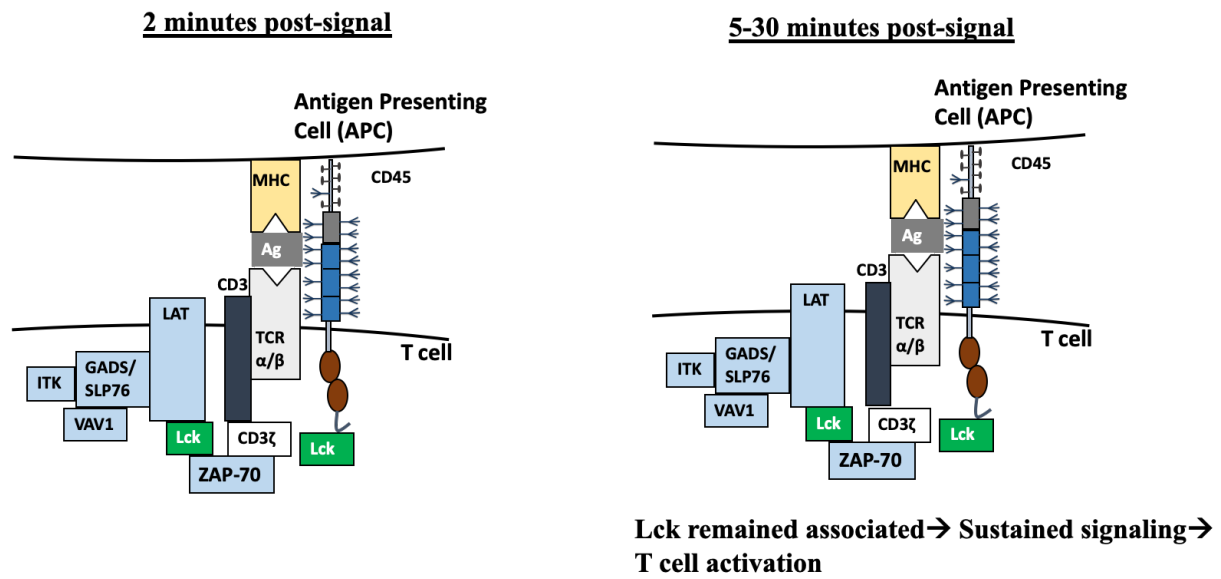 2 minutes post-signal
Antigen Presenting
Cell (APC)
MHC
CD45
Ag
CD3
LAT
TCR
α/β
T cell
GADS/
SLP76
ITK
VAV1
Lck
CD3ζ
Lck
ZAP-70
5-30 minutes post-signal
Antigen Presenting
Cell (APC)
MHC
CD45
Ag
CD3
LAT
TCR
α/β
T cell
GADS/
SLP76
ITK
VAV1
Lck
CD3ζ
Lck
ZAP-70
Lck remained associated→ Sustained signaling→
T cell activation